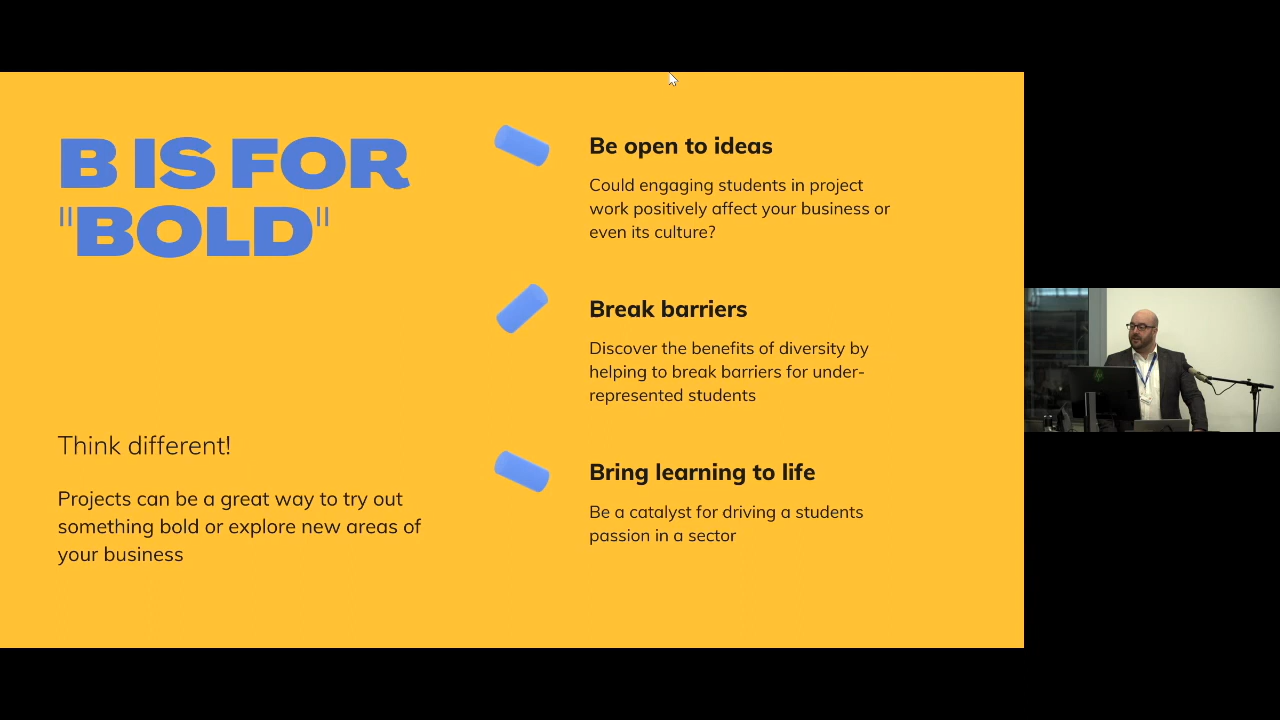 B IS FOR
"BOLD"
Think different!
Projects can be a great way to try out
something bold or explore new areas of
your business
Be open to ideas
Could engaging students in project
work positively affect your business or
even its culture?
Break barriers
Discover the benefits of diversity by
helping to break barriers for under-
represented students
Bring learning to life
Be a catalyst for driving a students
passion in a sector